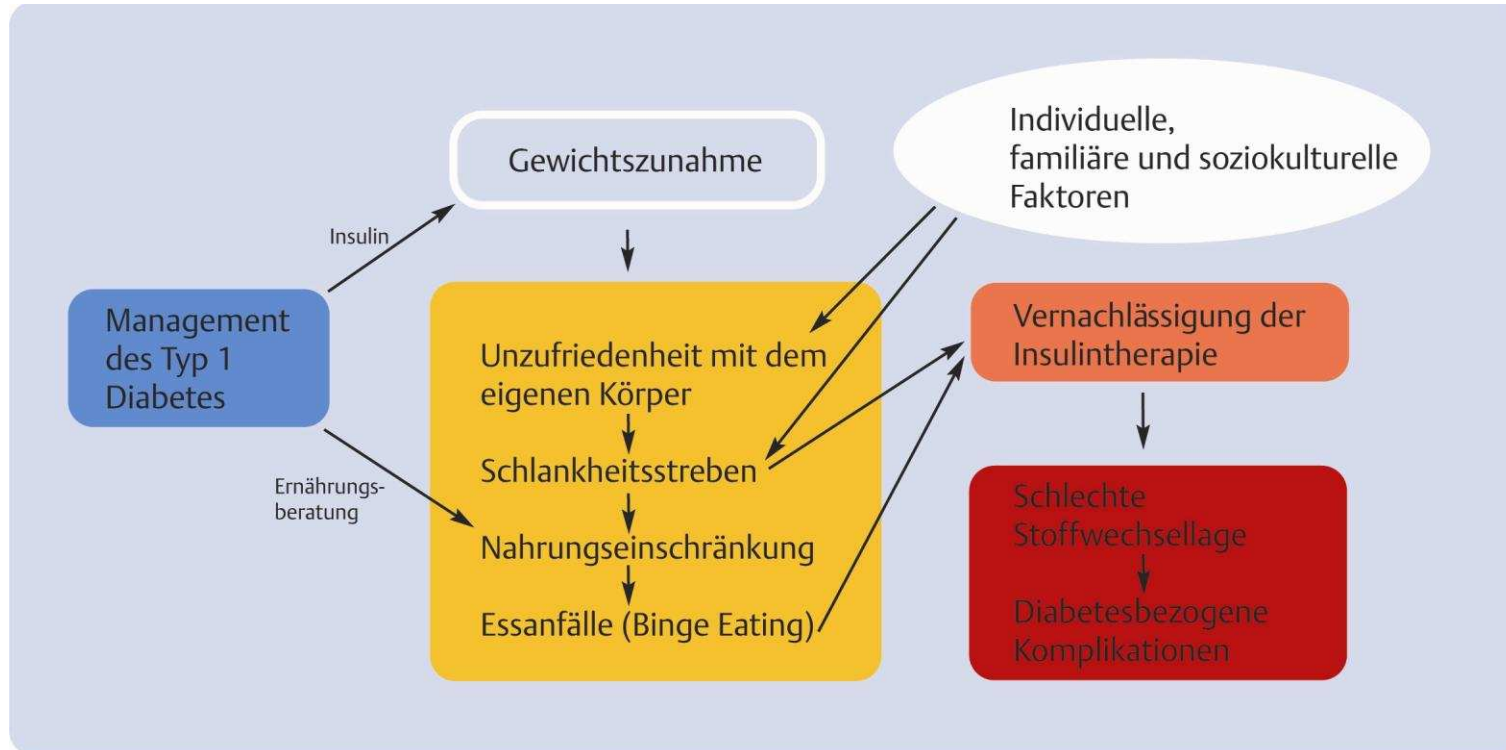 Gewichtszunahme
Individuelle,
familiäre und soziokulturelle
Faktoren
Insulin
Management
des Typ 1
Diabetes
Ernährungs-
beratung
Unzufriedenheit mit dem
eigenen Körper
Schlankheitsstreben
Nahrungseinschränkung
Essanfälle (Binge Eating)
Vernachlässigung der
Insulintherapie
Schlechte
Stoffwechsellage
Diabetesbezogene
Komplikationen